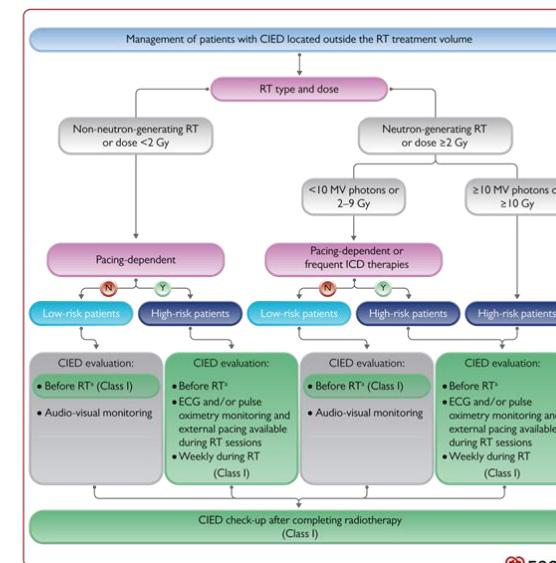 Management of patients with CIED located outside the RT treatment volume
RT type and dose
Non-neutron-generating RT
or dose <2 Gy
Neutron-generating RT
or dose ≥2 Gy
<10 MV photons or
2–9 Gy
≥10 MV photons
≥10 Gy
Pacing-dependent
Pacing-dependent or
frequent ICD therapies
N
Y
N
Y
Low-risk patients
High-risk patients
Low-risk patients
High-risk patients
High-risk patients
CIED evaluation:
• Before RTᵃ (Class I)
• Audio-visual monitoring
CIED evaluation:
• Before RTᵃ
• ECG and/or pulse
oximetry monitoring and
external pacing available
during RT sessions
• Weekly during RT
(Class I)
CIED evaluation:
• Before RTᵃ (Class I)
• Audio-visual monitoring
CIED evaluation:
• Before RTᵃ
• ECG and/or pulse
oximetry monitoring
external pacing available
during RT sessions
• Weekly during RT
(Class I)
CIED check-up after completing radiotherapy
(Class I)